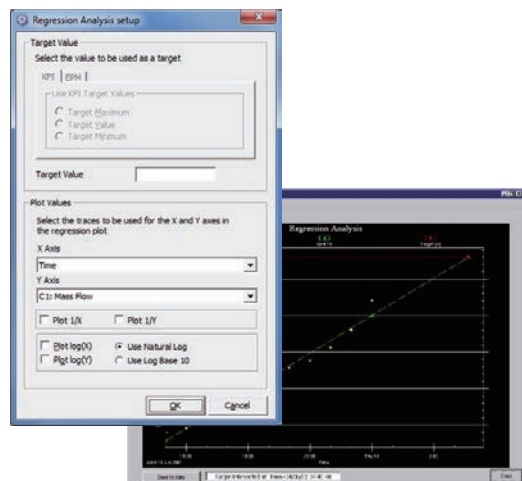 Regression Analysis setup
Target Value
Select the value to be used as a target
KPI
EPM
Use KPI Target Values
Target Maximum
Target Value
Target Minimum
Target Value
Plot Values
Select the traces to be used for the X and Y axes in
the regression plot
X Axis
Time
Y Axis
C1: Mass Flow
Plot 1/X
Plot 1/Y
Plot log(X)
Use Natural Log
Plot log(Y)
Use Log Base 10
OK
Cancel
Regression Analysis
Time